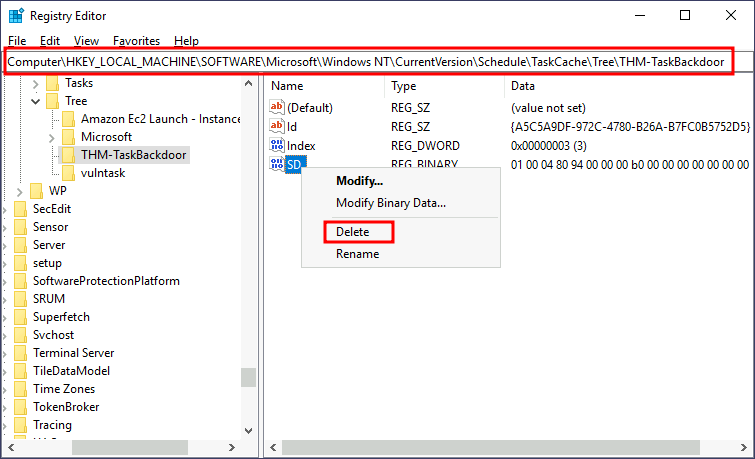 Registry Editor
File Edit View Favorites Help
Computer\HKEY_LOCAL_MACHINE\SOFTWARE\Microsoft\Windows NT\CurrentVersion\Schedule\TaskCache\Tree\THM-TaskBackdoor
Tasks
Tree
Amazon Ec2 Launch - Instance
Microsoft
THM-TaskBackdoor
vulntask
WP
SecEdit
Sensor
Server
setup
SoftwareProtectionPlatform
SRUM
Superfetch
Svchost
Terminal Server
TileDataModel
Time Zones
TokenBroker
Tracing
Name Type Data
(Default) REG_SZ (value not set)
Id REG_SZ {A5C5A9DF-972C-4780-B26A-B7FC0B5752D5}
Index REG_DWORD 0x00000003 (3)
SD REG_BINARY 01 00 04 80 94 00 00 00 b0 00 00 00 00 00 00 00
Modify...
Modify Binary Data...
Delete
Rename